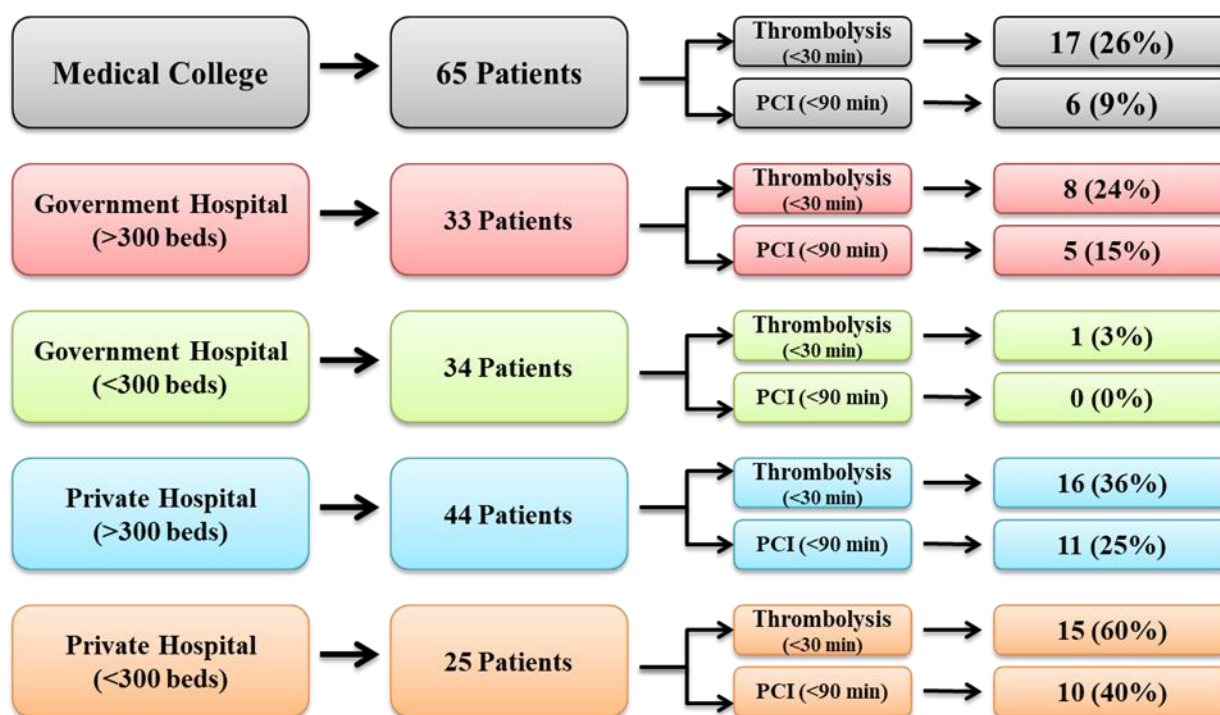 Medical College
65 Patients
Thrombolysis
(<30 min)
17 (26%)
PCI (<90 min)
6 (9%)
Government Hospital
(>300 beds)
33 Patients
Thrombolysis
(<30 min)
8 (24%)
PCI (<90 min)
5 (15%)
Government Hospital
(<300 beds)
34 Patients
Thrombolysis
(<30 min)
1 (3%)
PCI (<90 min)
0 (0%)
Private Hospital
(>300 beds)
44 Patients
Thrombolysis
(<30 min)
16 (36%)
PCI (<90 min)
11 (25%)
Private Hospital
(<300 beds)
25 Patients
Thrombolysis
(<30 min)
15 (60%)
PCI (<90 min)
10 (40%)